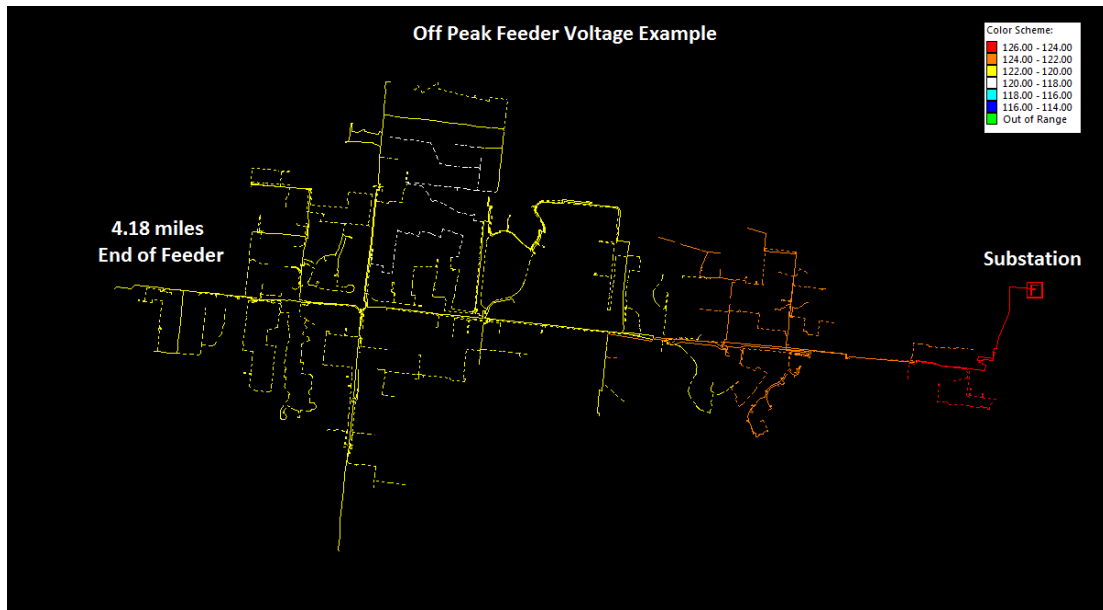 Off Peak Feeder Voltage Example
Color Scheme:
126.00 - 124.00
124.00 - 122.00
122.00 - 120.00
120.00 - 118.00
118.00 - 116.00
116.00 - 114.00
Out of Range
4.18 miles
End of Feeder
Substation
F